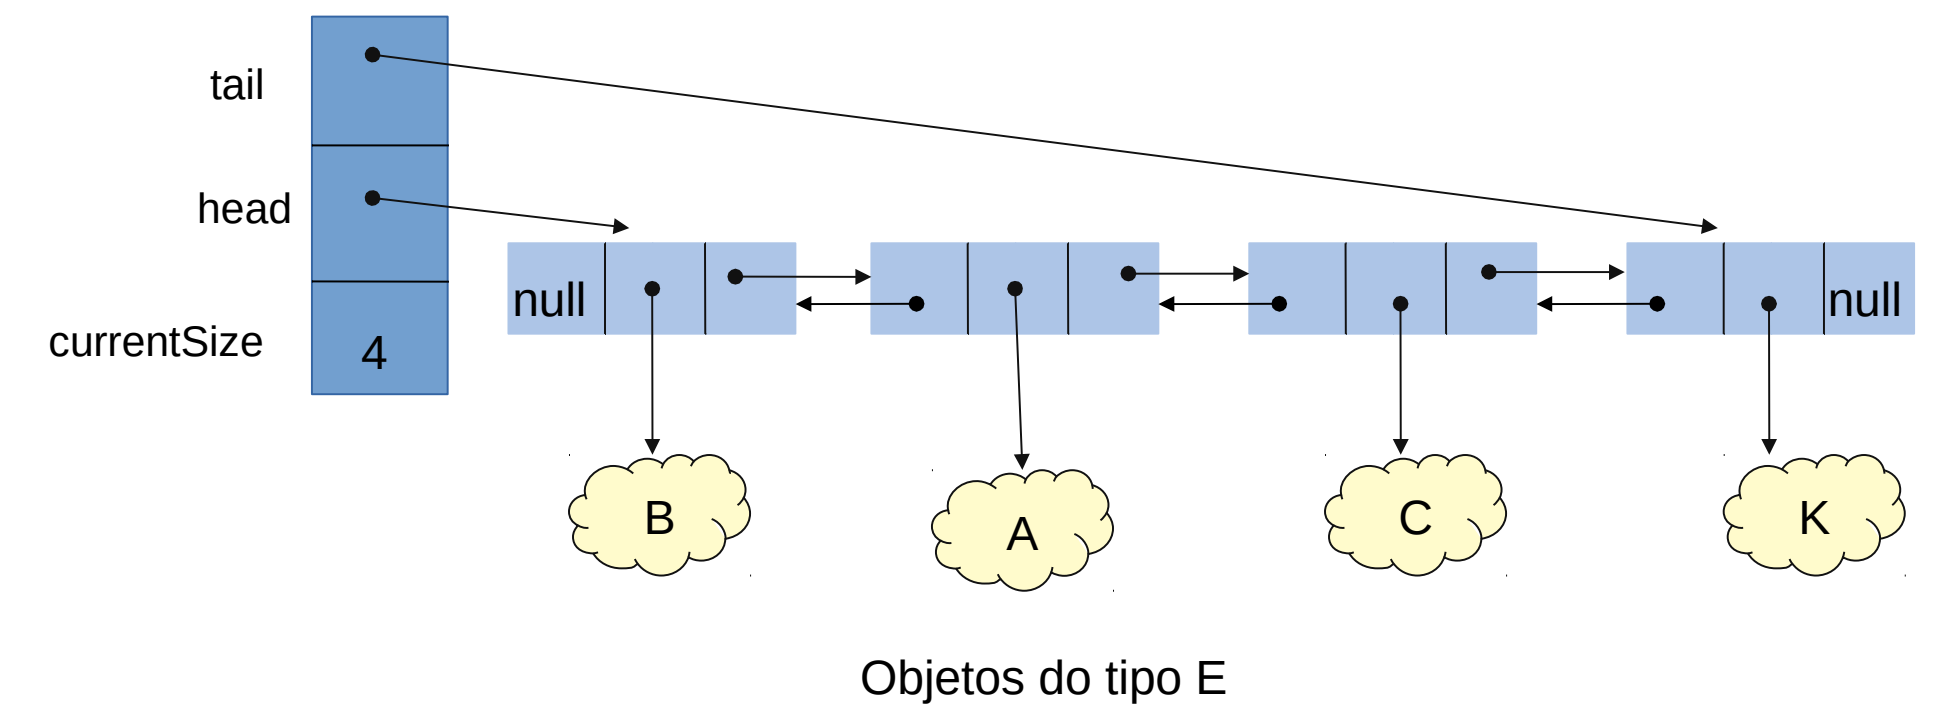 tail
head
null
null
currentSize
4
B
A
C
K
Objetos do tipo E